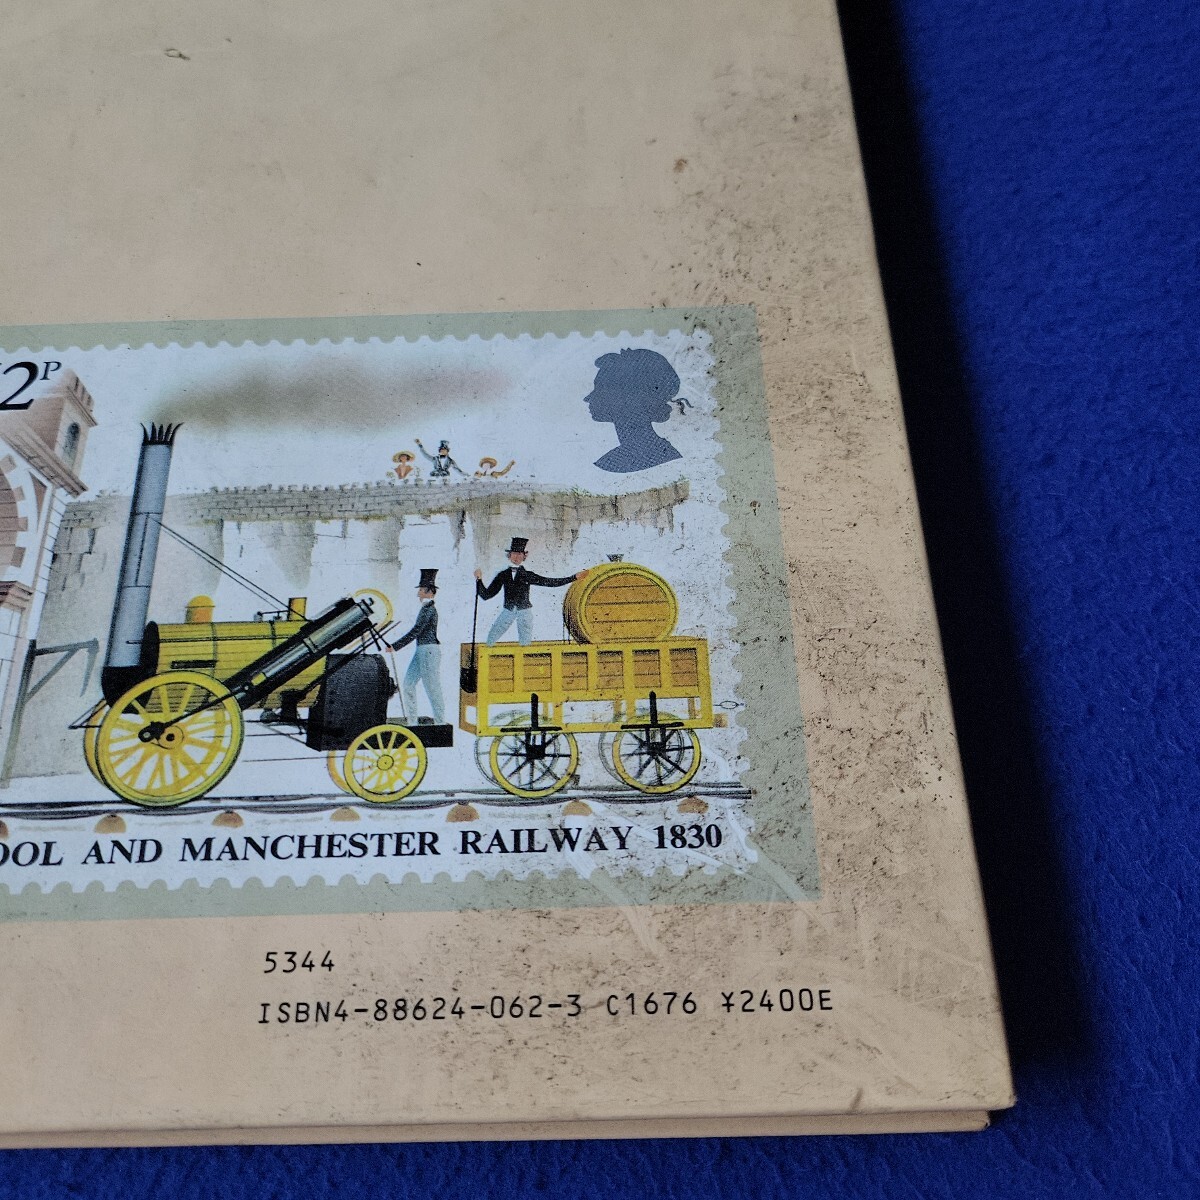 2P
OOL AND MANCHESTER RAILWAY 1830
5344
ISBN4-88624-062-3 C1676 ¥2400E